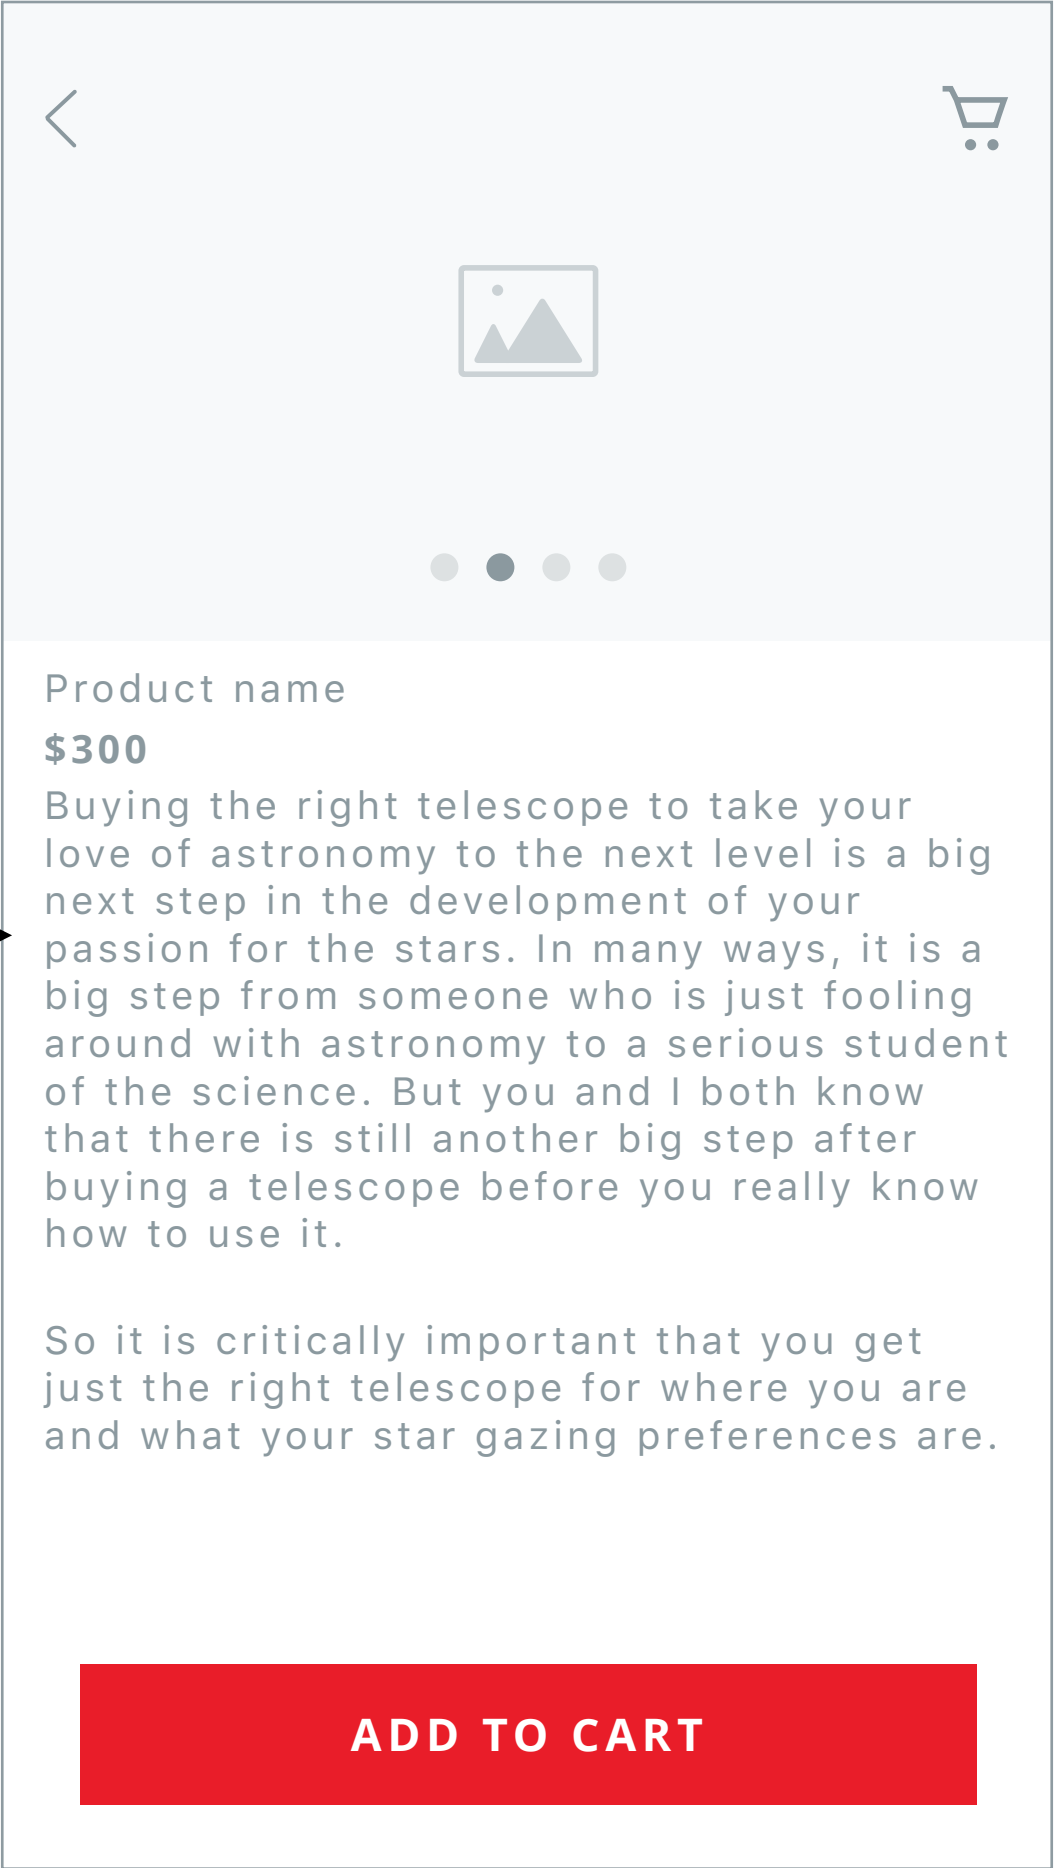 Product name
$300
Buying the right telescope to take your
love of astronomy to the next level is a big
next step in the development of your
passion for the stars. In many ways, it is a
big step from someone who is just fooling
around with astronomy to a serious student
of the science. But you and I both know
that there is still another big step after
buying a telescope before you really know
how to use it.
So it is critically important that you get
just the right telescope for where you are
and what your star gazing preferences are.
ADD TO CART